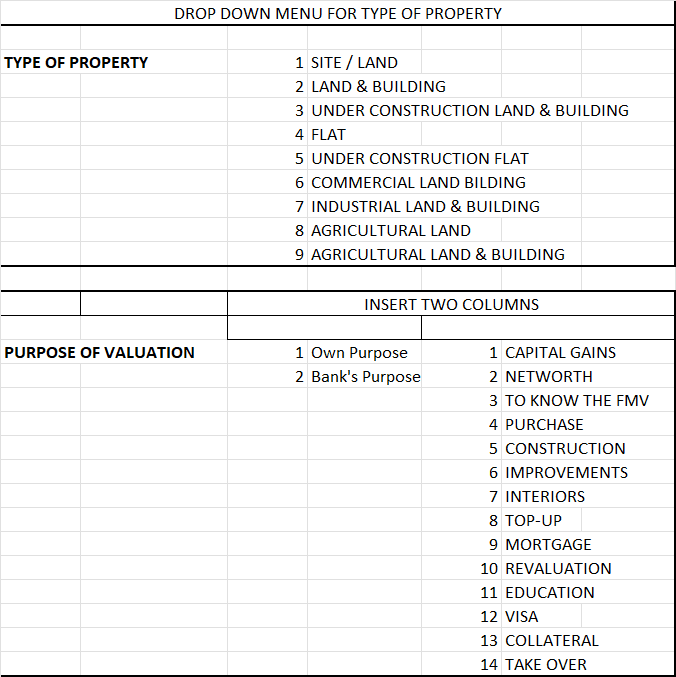 DROP DOWN MENU FOR TYPE OF PROPERTY
TYPE OF PROPERTY 1 SITE / LAND
2 LAND & BUILDING
3 UNDER CONSTRUCTION LAND & BUILDING
4 FLAT
5 UNDER CONSTRUCTION FLAT
6 COMMERCIAL LAND BILDING
7 INDUSTRIAL LAND & BUILDING
8 AGRICULTURAL LAND
9 AGRICULTURAL LAND & BUILDING
INSERT TWO COLUMNS
PURPOSE OF VALUATION 1 Own Purpose 1 CAPITAL GAINS
2 Bank's Purpose 2 NETWORTH
3 TO KNOW THE FMV
4 PURCHASE
5 CONSTRUCTION
6 IMPROVEMENTS
7 INTERIORS
8 TOP-UP
9 MORTGAGE
10 REVALUATION
11 EDUCATION
12 VISA
13 COLLATERAL
14 TAKE OVER